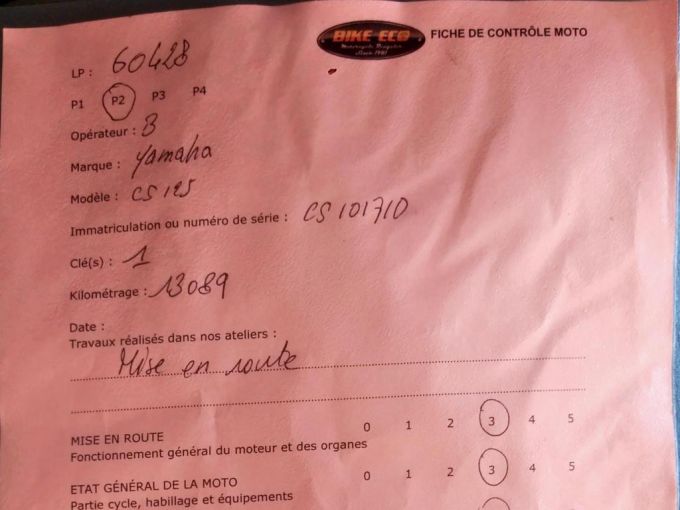 BIKE ECO
FICHE DE CONTRÔLE MOTO
LP : 60428
P1 P2 P3 P4
Opérateur : B
Marque : Yamaha
Modèle : CS 125
Immatriculation ou numéro de série : CS101710
Clé(s) : 1
Kilométrage : 13089
Date :
Travaux réalisés dans nos ateliers :
Mise en route
MISE EN ROUTE 0 1 2 3 4 5
Fonctionnement général du moteur et des organes
ETAT GÉNÉRAL DE LA MOTO 0 1 2 3 4 5
Partie cycle, habillage et équipements